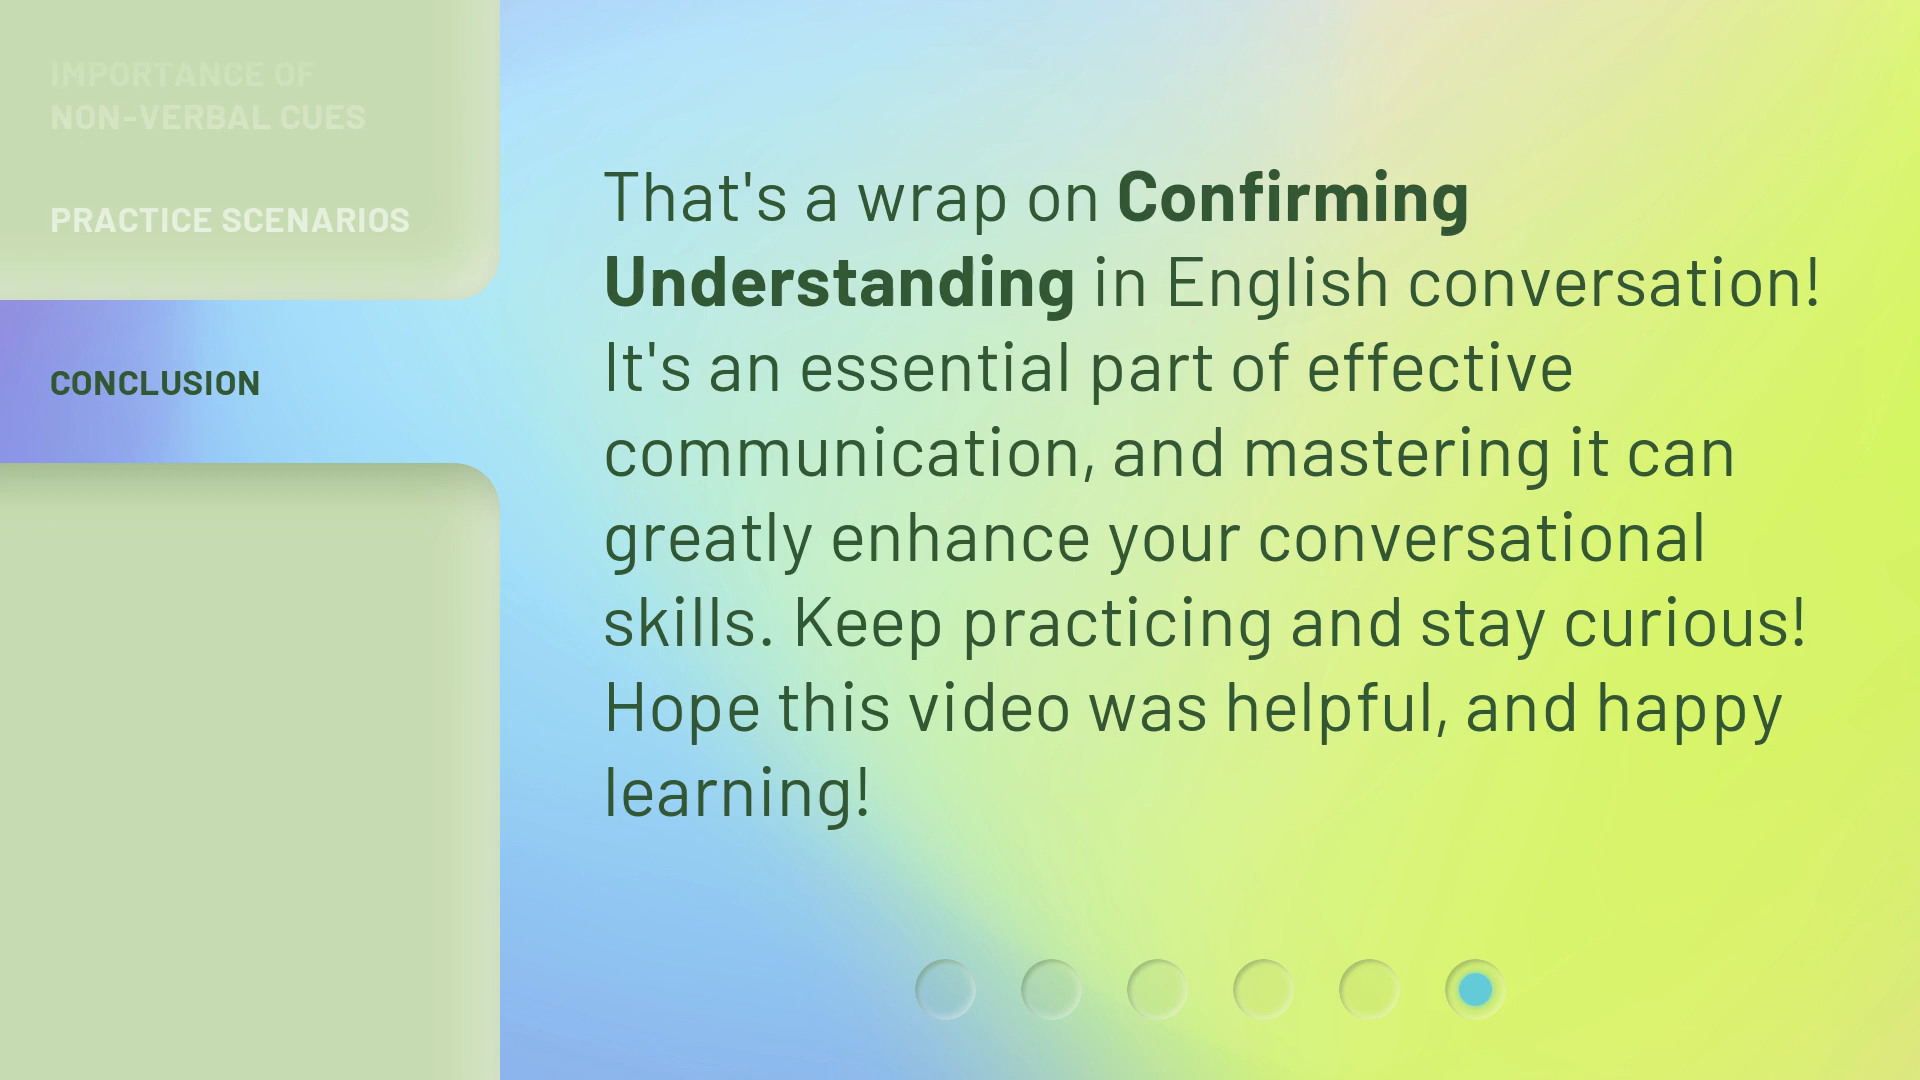 IMPORTANCE OF
NON-VERBAL CUES
PRACTICE SCENARIOS
CONCLUSION
That's a wrap on Confirming
Understanding in English conversation!
It's an essential part of effective
communication, and mastering it can
greatly enhance your conversational
skills. Keep practicing and stay curious!
Hope this video was helpful, and happy
learning!